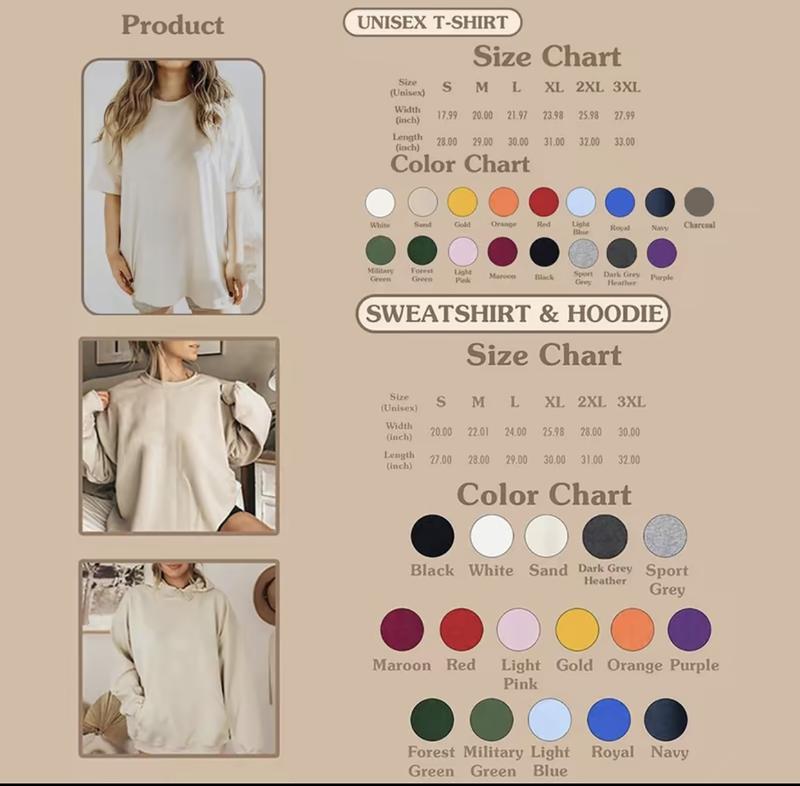 Product
UNISEX T-SHIRT
Size Chart
Size (Unisex) S M L XL 2XL 3XL
Width (inch) 17.99 20.00 21.97 23.98 25.98 27.99
Length (inch) 28.00 29.00 30.00 31.00 32.00 33.00
Color Chart
White Sand Gold Orange Red Light Blue Royal Navy Charcoal
Military Green Forest Green Light Pink Maroon Black Sport Grey Dark Grey Heather Purple
SWEATSHIRT & HOODIE
Size Chart
Size (Unisex) S M L XL 2XL 3XL
Width (inch) 20.00 22.01 24.00 25.98 28.00 30.00
Length (inch) 27.00 28.00 29.00 30.00 31.00 32.00
Color Chart
Black White Sand Dark Grey Heather Sport Grey
Maroon Red Light Pink Gold Orange Purple
Forest Green Military Green Light Blue Royal Navy